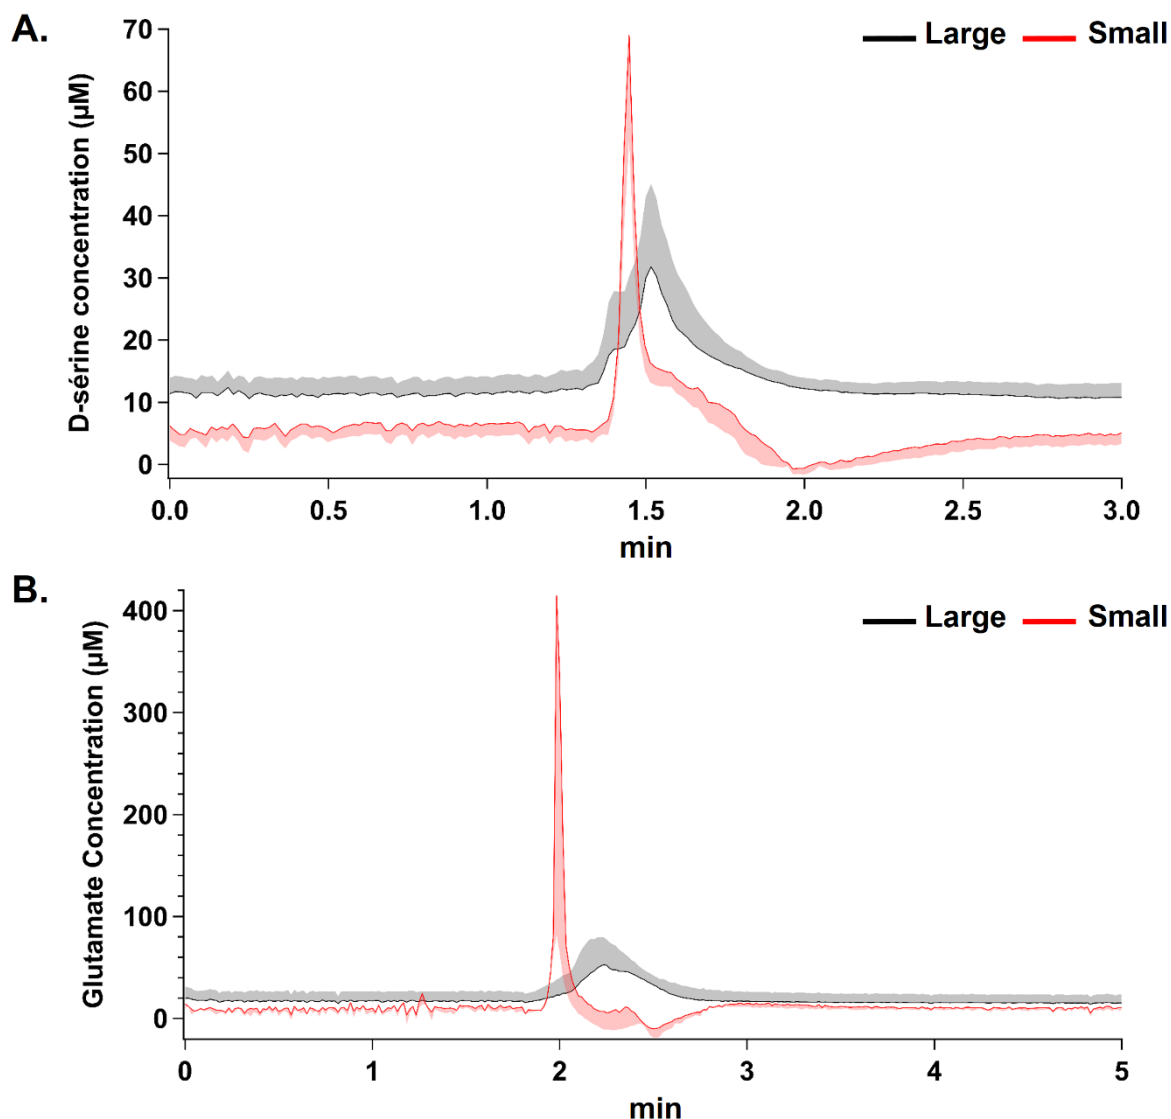 A.
Large Small
D-sérine concentration (µM)
70
60
50
40
30
20
10
0
0.0 0.5 1.0 1.5 2.0 2.5 3.0
min
B.
Large Small
Glutamate Concentration (µM)
400
300
200
100
0
0 1 2 3 4 5
min